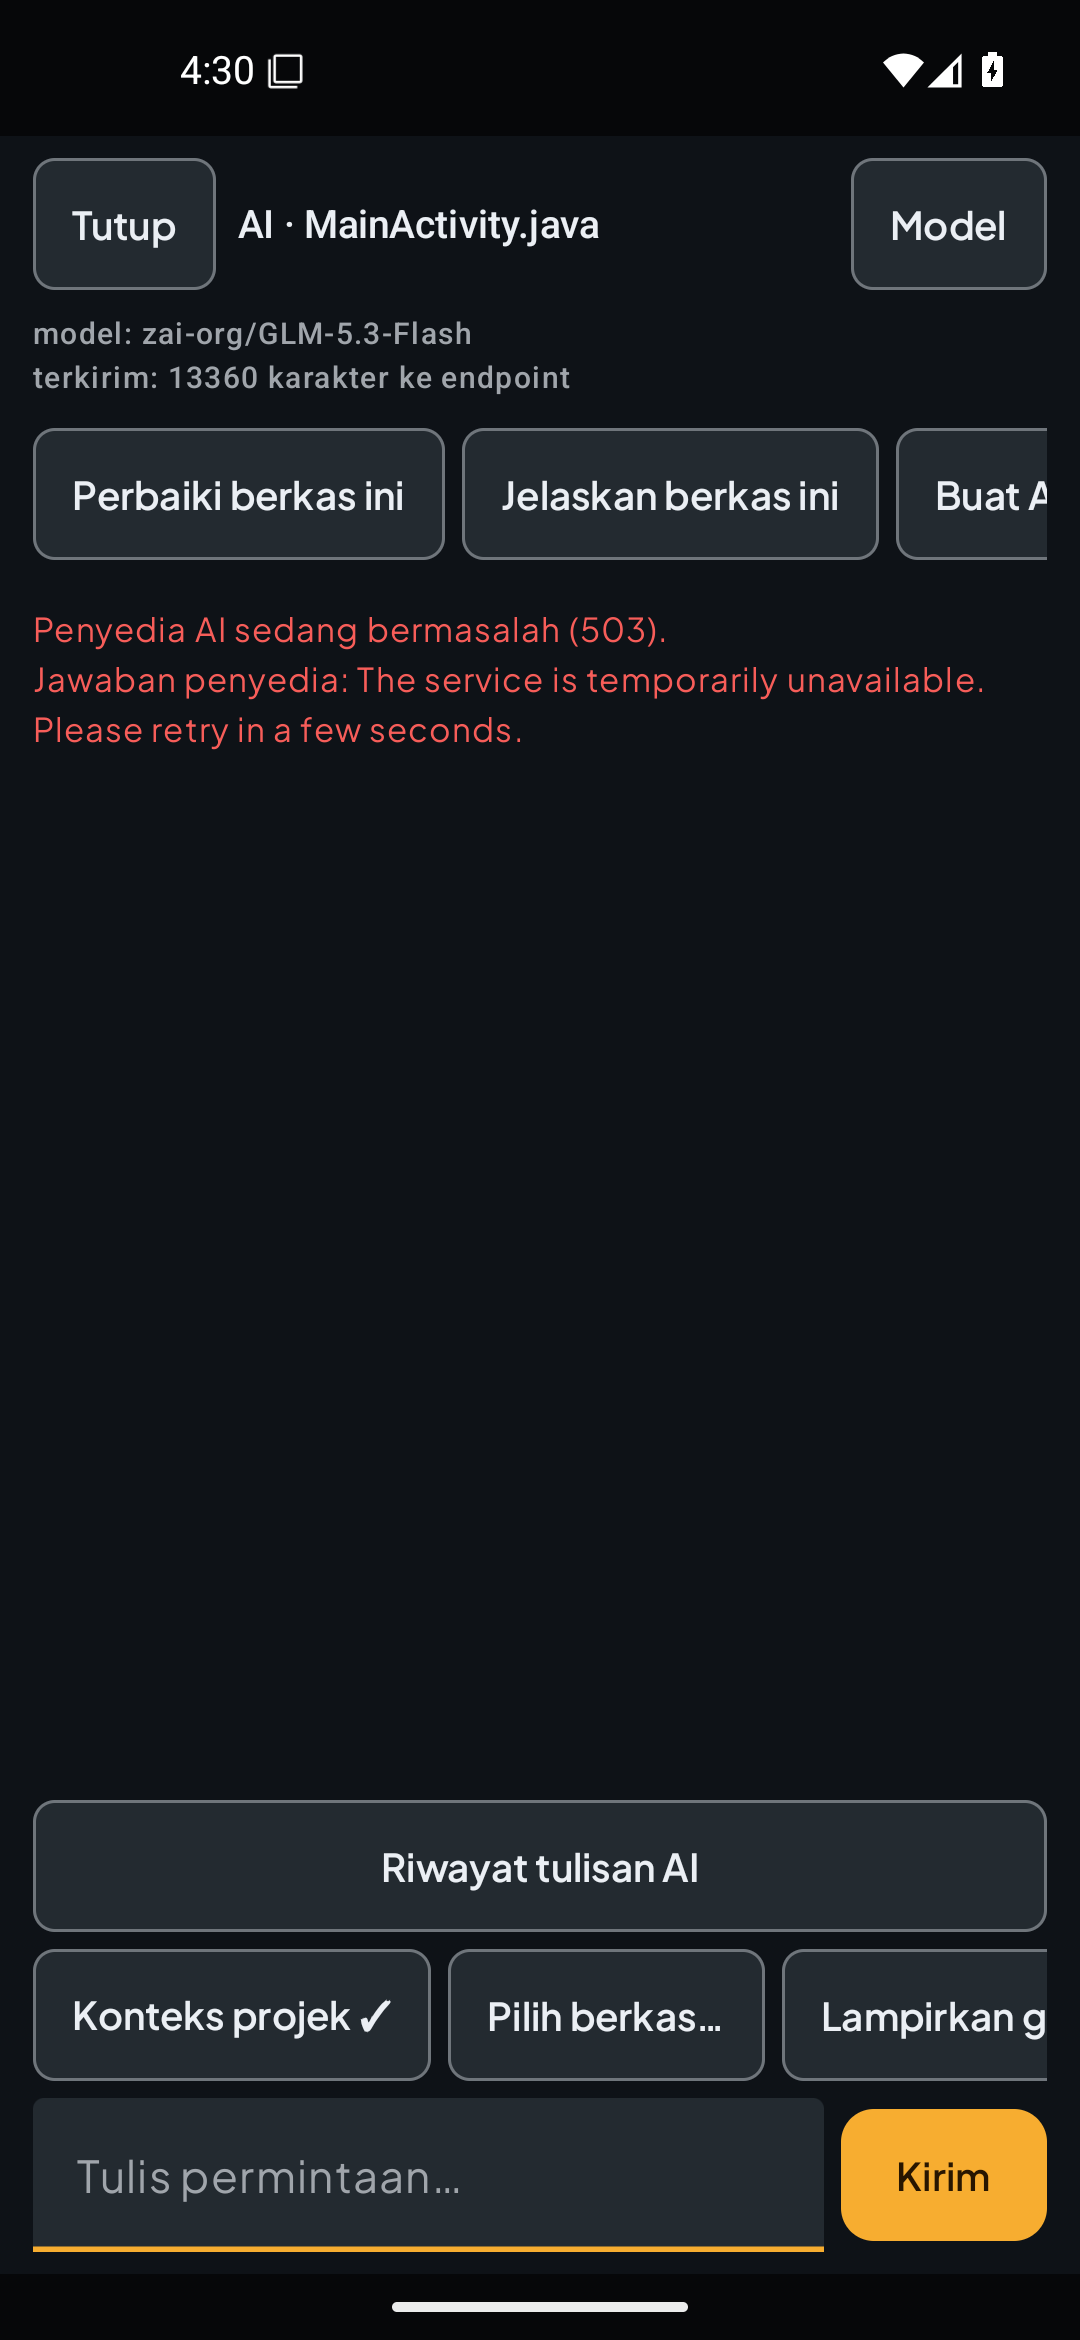 4:30
Tutup
AI · MainActivity.java
Model
model: zai-org/GLM-5.3-Flash
terkirim: 13360 karakter ke endpoint
Perbaiki berkas ini
Jelaskan berkas ini
Buat A
Penyedia AI sedang bermasalah (503).
Jawaban penyedia: The service is temporarily unavailable.
Please retry in a few seconds.
Riwayat tulisan AI
Konteks projek ✓
Pilih berkas…
Lampirkan g
Tulis permintaan…
Kirim